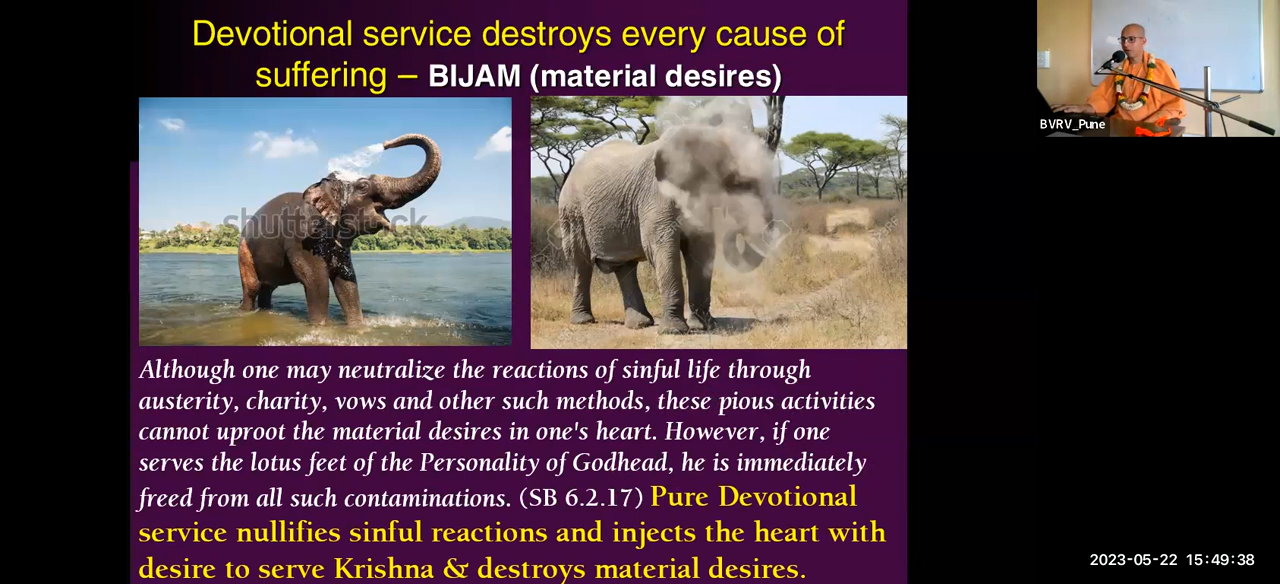 Devotional service destroys every cause of
suffering – BIJAM (material desires)
shutterstock
Although one may neutralize the reactions of sinful life through
austerity, charity, vows and other such methods, these pious activities
cannot uproot the material desires in one's heart. However, if one
serves the lotus feet of the Personality of Godhead, he is immediately
freed from all such contaminations. (SB 6.2.17) Pure Devotional
service nullifies sinful reactions and injects the heart with
desire to serve Krishna & destroys material desires.
BVRV_Pune
2023-05-22 15:49:38